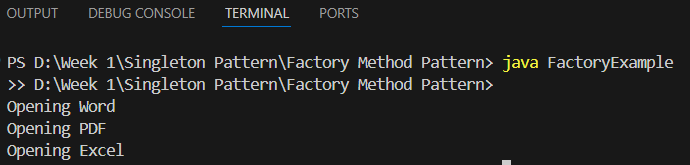 OUTPUT DEBUG CONSOLE TERMINAL PORTS
PS D:\Week 1\Singleton Pattern\Factory Method Pattern> java FactoryExample
>> D:\Week 1\Singleton Pattern\Factory Method Pattern>
Opening Word
Opening PDF
Opening Excel